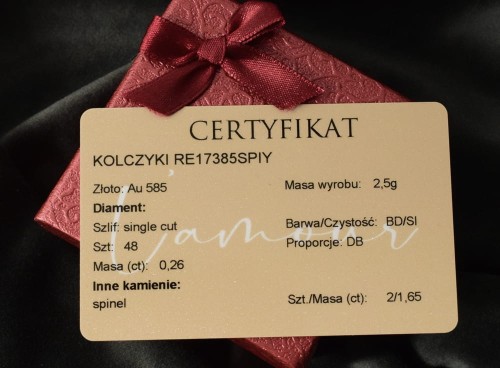 CERTYFIKAT
KOLCZYKI RE17385SPIY
Złoto: Au 585 Masa wyrobu: 2,5g
Diament:
L'amour
Szlif: single cut Barwa/Czystość: BD/SI
Szt: 48 Proporcje: DB
Masa (ct): 0,26
Inne kamienie:
spinel Szt./Masa (ct): 2/1,65